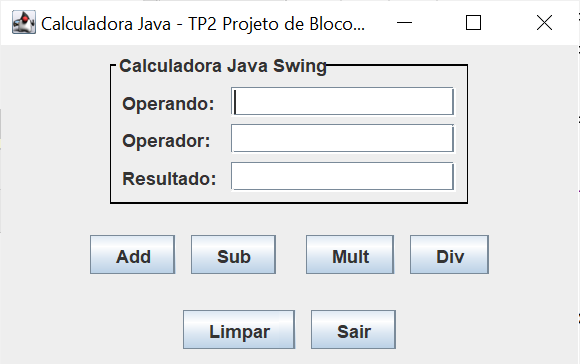 Calculadora Java - TP2 Projeto de Bloco...
Calculadora Java Swing
Operando:
Operador:
Resultado:
Add Sub Mult Div
Limpar Sair